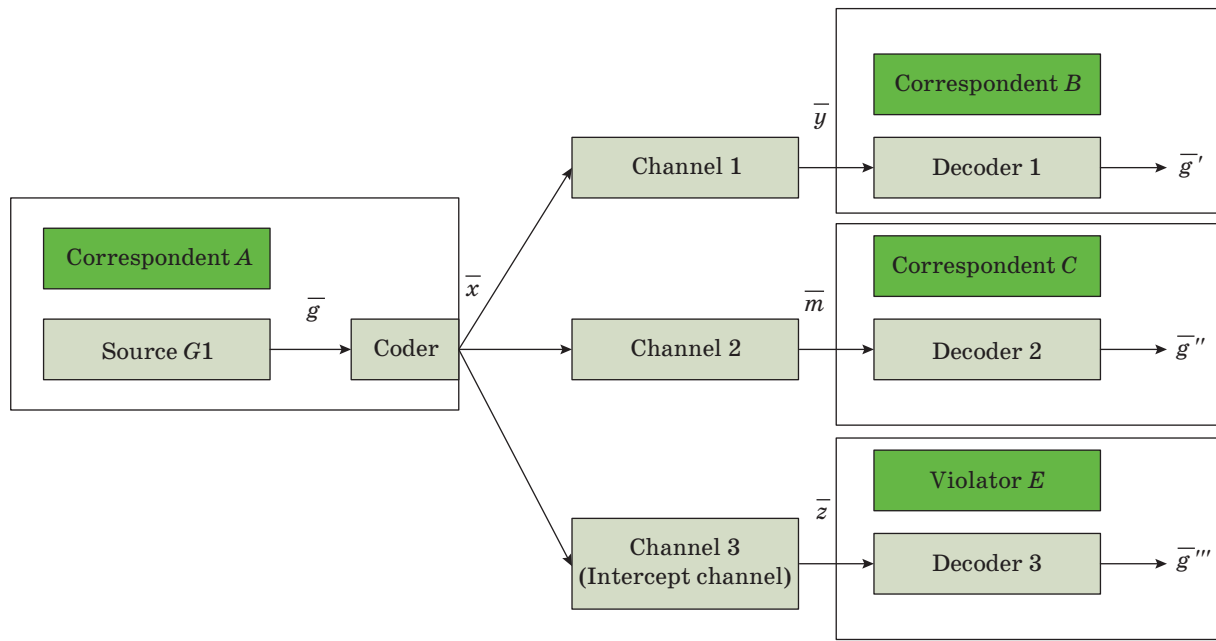 Correspondent B
y̅
Channel 1
Decoder 1
g̅′
Correspondent A
Correspondent C
x̅
m̅
g̅
Source G1
Coder
Channel 2
Decoder 2
g̅″
Violator E
z̅
Channel 3
(Intercept channel)
Decoder 3
g̅‴